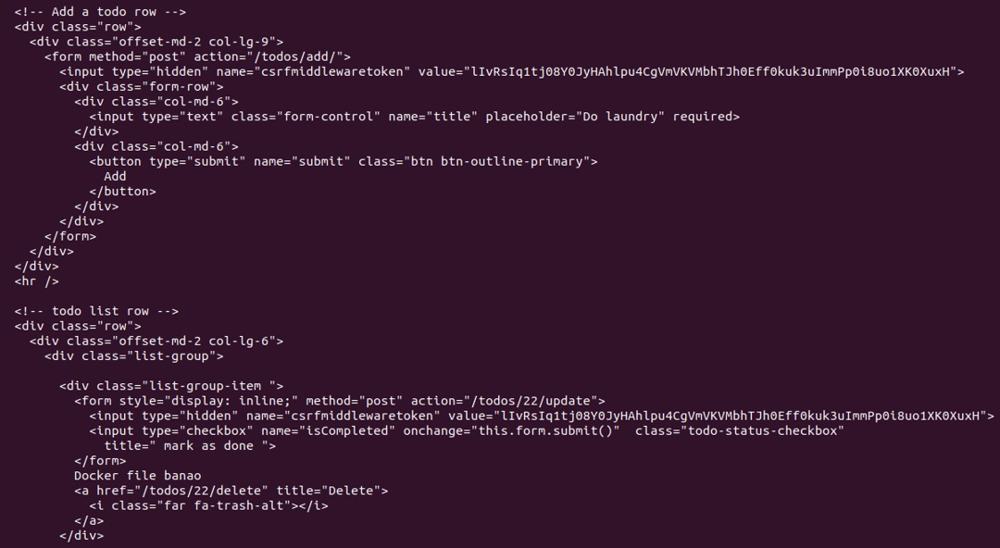 <!-- Add a todo row -->
<div class="row">
<div class="offset-md-2 col-lg-9">
<form method="post" action="/todos/add/">
<input type="hidden" name="csrfmiddlewaretoken" value="lIvRsIq1tj08Y0JyHAhlpu4CgVmVKVMbhTJh0Eff0kuk3uImmPp0i8uo1XK0XuxH">
<div class="form-row">
<div class="col-md-6">
<input type="text" class="form-control" name="title" placeholder="Do laundry" required>
</div>
<div class="col-md-6">
<button type="submit" name="submit" class="btn btn-outline-primary">
Add
</button>
</div>
</div>
</form>
</div>
</div>
<hr />
<!-- todo list row -->
<div class="row">
<div class="offset-md-2 col-lg-6">
<div class="list-group">
<div class="list-group-item ">
<form style="display: inline;" method="post" action="/todos/22/update">
<input type="hidden" name="csrfmiddlewaretoken" value="lIvRsIq1tj08Y0JyHAhlpu4CgVmVKVMbhTJh0Eff0kuk3uImmPp0i8uo1XK0XuxH">
<input type="checkbox" name="isCompleted" onchange="this.form.submit()"  class="todo-status-checkbox"
title=" mark as done ">
</form>
Docker file banao
<a href="/todos/22/delete" title="Delete">
<i class="far fa-trash-alt"></i>
</a>
</div>